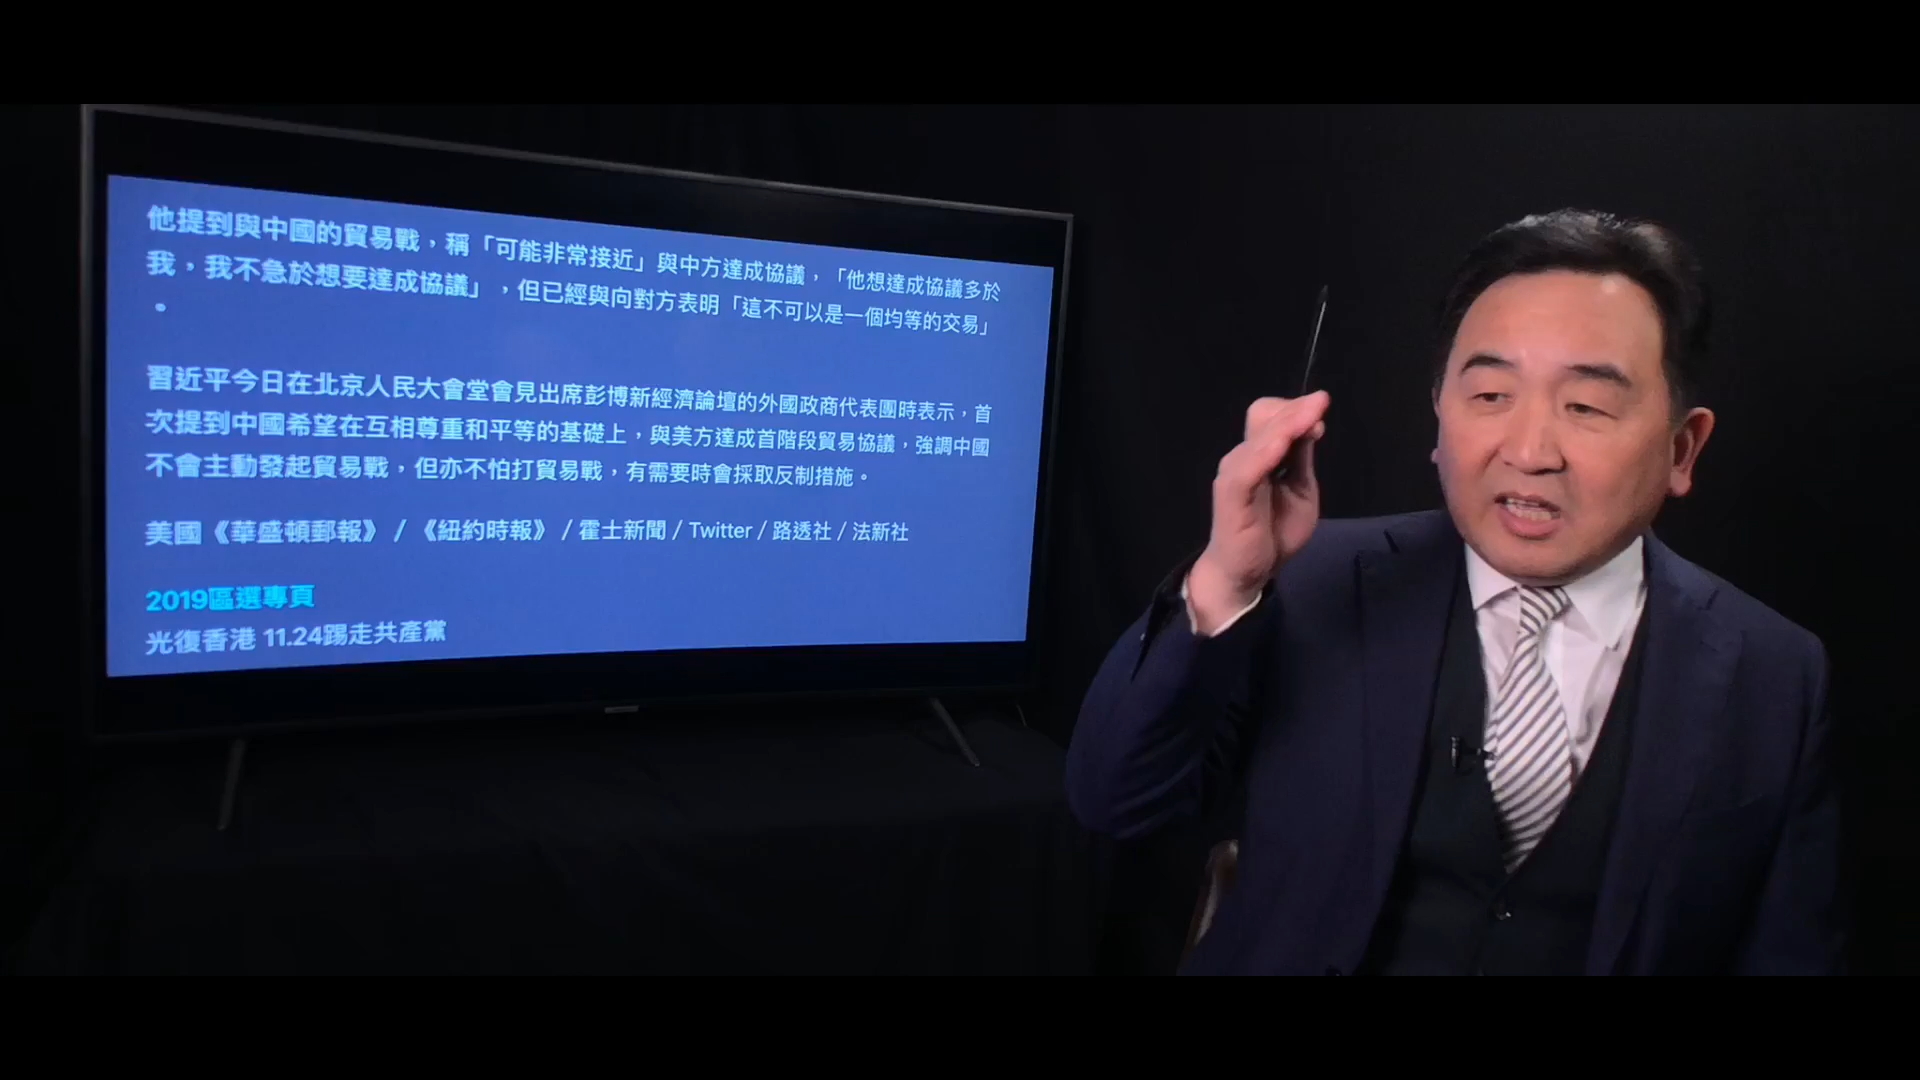 他提到與中國的貿易戰，稱「可能非常接近」與中方達成協議，「他想達成協議多於
我，我不急於想要達成協議」，但已經與向對方表明「這不可以是一個均等的交易」
。
習近平今日在北京人民大會堂會見出席彭博新經濟論壇的外國政商代表團時表示，首
次提到中國希望在互相尊重和平等的基礎上，與美方達成首階段貿易協議，強調中國
不會主動發起貿易戰，但亦不怕打貿易戰，有需要時會採取反制措施。
美國《華盛頓郵報》/《紐約時報》/ 霍士新聞 / Twitter / 路透社 / 法新社
2019區選專頁
光復香港 11.24踢走共產黨